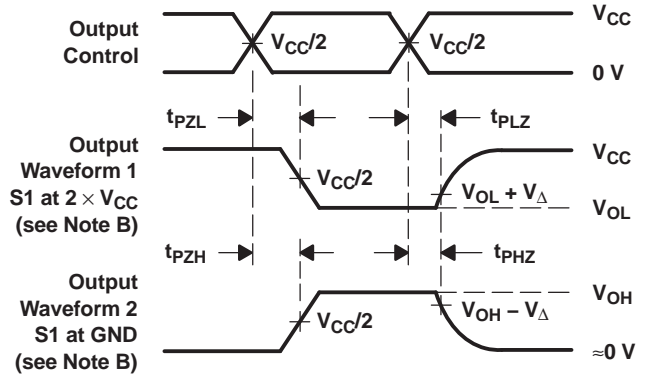 Output
Control
V_CC/2
V_CC/2
V_CC
0 V
t_PZL
t_PLZ
Output
Waveform 1
S1 at 2 × V_CC
(see Note B)
V_CC/2
V_CC
V_OL + V_Δ
V_OL
t_PZH
t_PHZ
Output
Waveform 2
S1 at GND
(see Note B)
V_CC/2
V_OH
V_OH − V_Δ
≈0 V